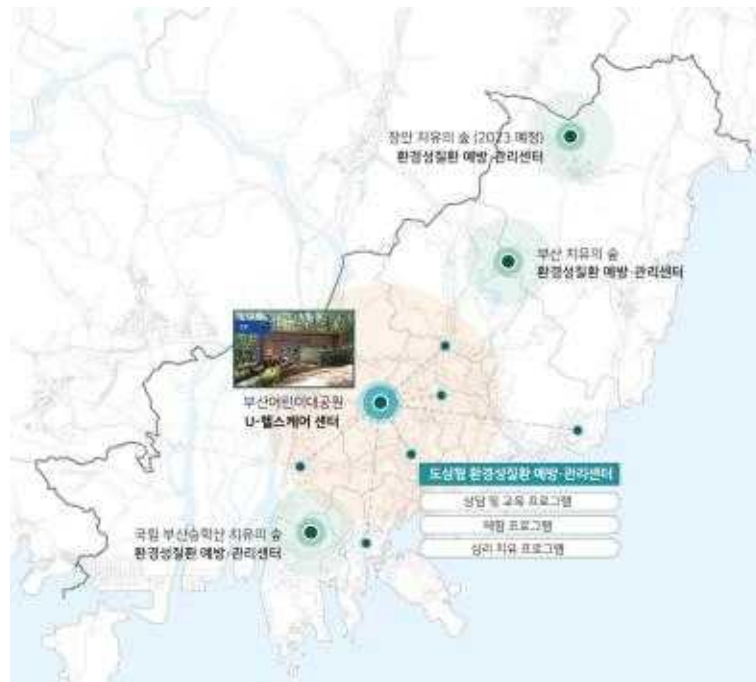 장안 치유의 숲 (2023 예정)
환경성질환 예방·관리센터
부산 치유의 숲
환경성질환 예방·관리센터
부산어린이대공원
U-헬스케어 센터
도심형 환경성질환 예방·관리센터
상담 및 교육 프로그램
체험 프로그램
심리 치유 프로그램
국립 부산승학산 치유의 숲
환경성질환 예방·관리센터